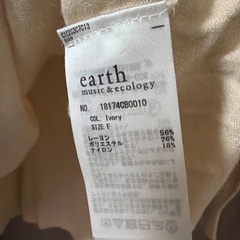 earth
music & ecology
NO. 18174CB0010
COL. Ivory
SIZE F
レーヨン 56%
ポリエステル 26%
ナイロン 18%